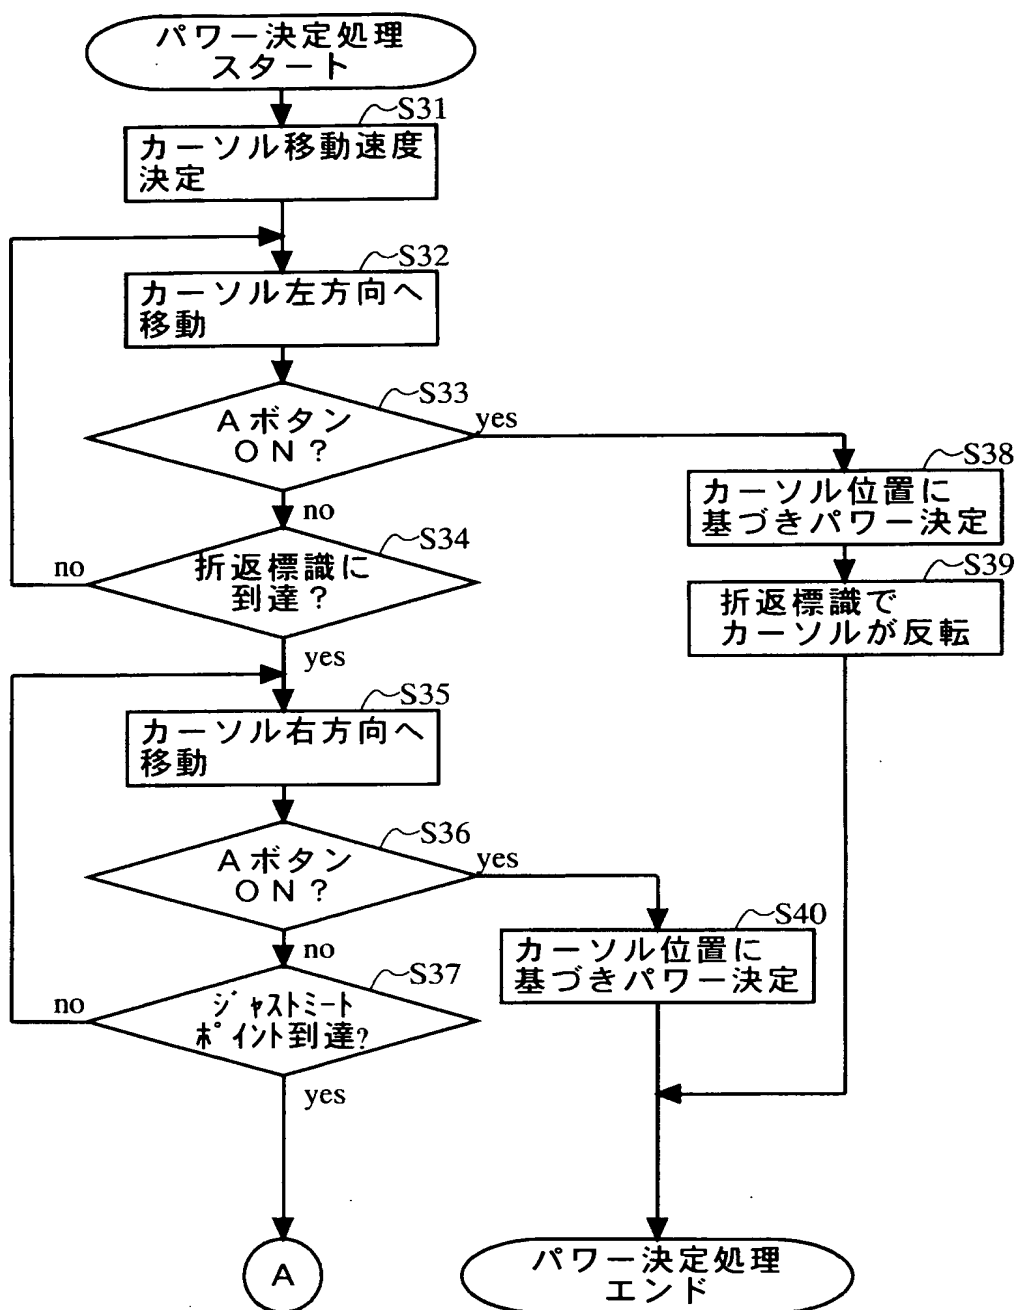 パワー決定処理
スタート
S31
カーソル移動速度
決定
S32
カーソル左方向へ
移動
S33
Aボタン
ON?
yes
no
S34
折返標識に
到達?
no
yes
S35
カーソル右方向へ
移動
S36
Aボタン
ON?
yes
no
S37
ジャストミート
ポイント到達?
no
yes
A
S38
カーソル位置に
基づきパワー決定
S39
折返標識で
カーソルが反転
S40
カーソル位置に
基づきパワー決定
パワー決定処理
エンド